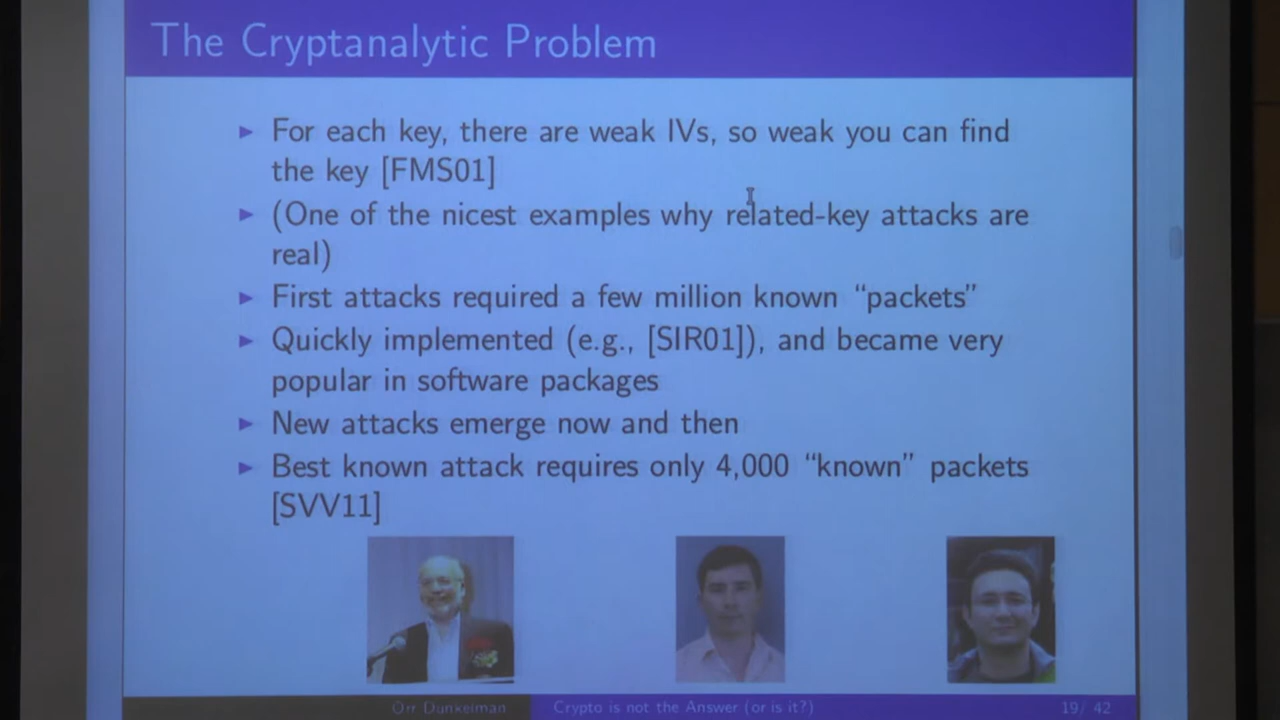 The Cryptanalytic Problem
▶ For each key, there are weak IVs, so weak you can find
the key [FMS01]
▶ (One of the nicest examples why related-key attacks are
real)
▶ First attacks required a few million known “packets”
▶ Quickly implemented (e.g., [SIR01]), and became very
popular in software packages
▶ New attacks emerge now and then
▶ Best known attack requires only 4,000 “known” packets
[SVV11]
Orr Dunkelman
Crypto is not the Answer (or is it?)
19/ 42